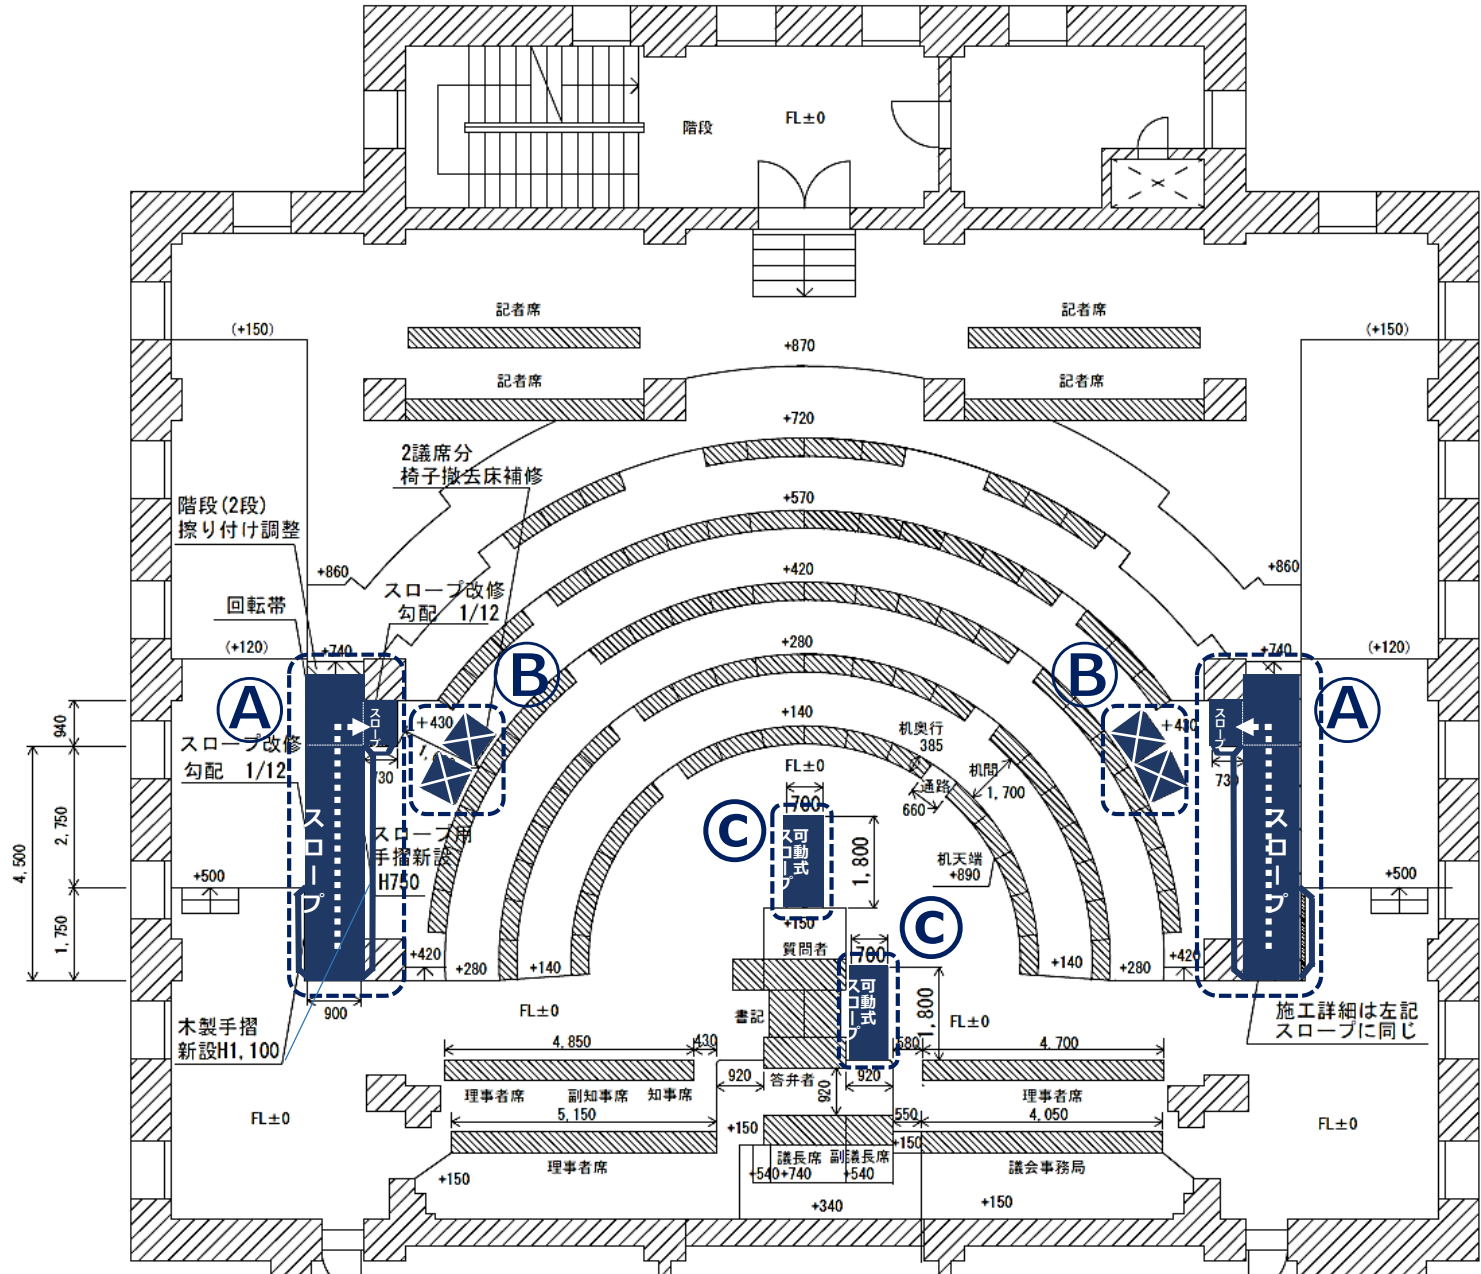 階段
FL±0
記者席
記者席
(+150)
(+150)
+870
記者席
記者席
+720
2議席分
椅子撤去床補修
階段(2段)
擦り付け調整
+570
+860
スロープ改修
勾配 1/12
+420
+860
回転帯
(+120)
+740
+280
+740
(+120)
B
B
A
A
スロープ
スロープ
940
+430
+140
机奥行
385
+430
スロープ改修
勾配 1/12
730
FL±0
机間
1,700
通路
660
730
700
C
可動式
スロープ
1,800
2,750
4,500
スロープ
スロープ用
手摺新設
H750
机天端
+890
スロープ
+500
+500
+150
C
1,750
質問者
700
+420
+280
+140
+140
+280
+420
可動式
スロープ
1,800
900
FL±0
書記
FL±0
施工詳細は左記
スロープに同じ
木製手摺
新設H1,100
4,850
430
580
4,700
920
答弁者
920
920
理事者席
副知事席
知事席
理事者席
FL±0
5,150
550
4,050
FL±0
+150
+150
理事者席
議長席
副議長席
議会事務局
+150
+540
+740
+540
+340
+150